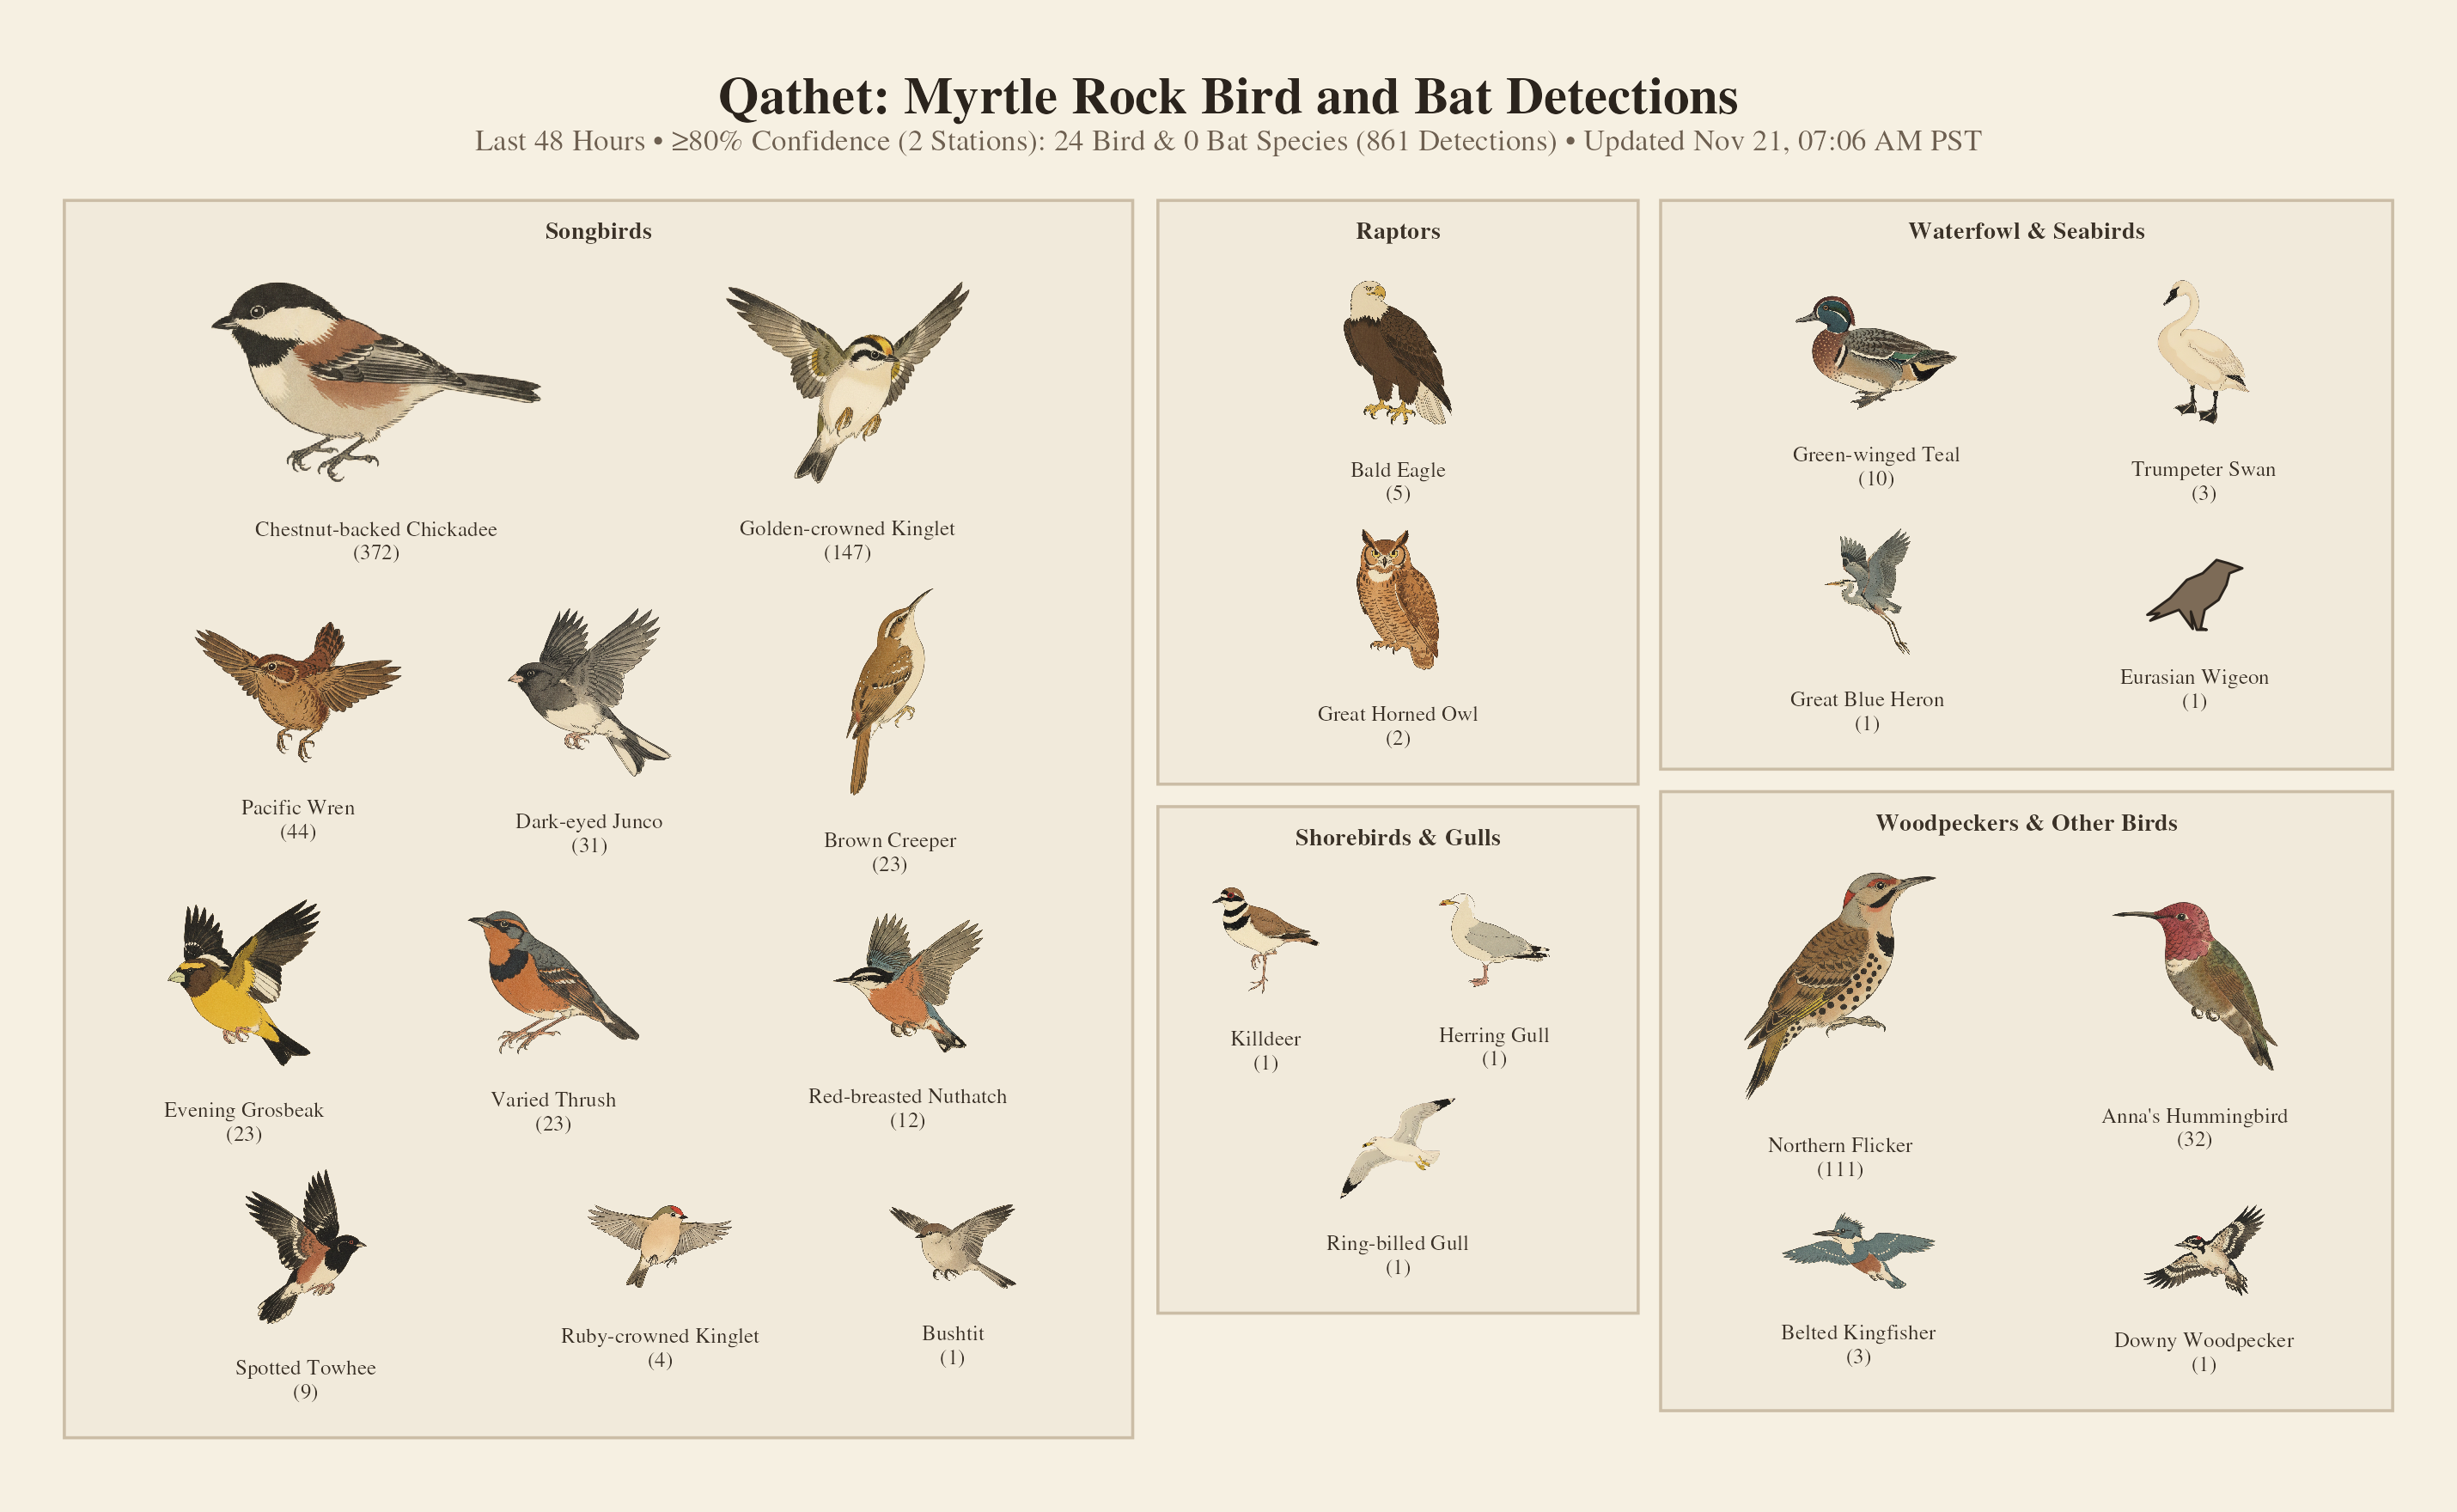 Qathet: Myrtle Rock Bird and Bat Detections
Last 48 Hours • ≥80% Confidence (2 Stations): 24 Bird & 0 Bat Species (861 Detections) • Updated Nov 21, 07:06 AM PST
Songbirds
Chestnut-backed Chickadee
(372)
Golden-crowned Kinglet
(147)
Pacific Wren
(44)
Dark-eyed Junco
(31)
Brown Creeper
(23)
Evening Grosbeak
(23)
Varied Thrush
(23)
Red-breasted Nuthatch
(12)
Spotted Towhee
(9)
Ruby-crowned Kinglet
(4)
Bushtit
(1)
Raptors
Bald Eagle
(5)
Great Horned Owl
(2)
Shorebirds & Gulls
Killdeer
(1)
Herring Gull
(1)
Ring-billed Gull
(1)
Waterfowl & Seabirds
Green-winged Teal
(10)
Trumpeter Swan
(3)
Great Blue Heron
(1)
Eurasian Wigeon
(1)
Woodpeckers & Other Birds
Northern Flicker
(111)
Anna's Hummingbird
(32)
Belted Kingfisher
(3)
Downy Woodpecker
(1)